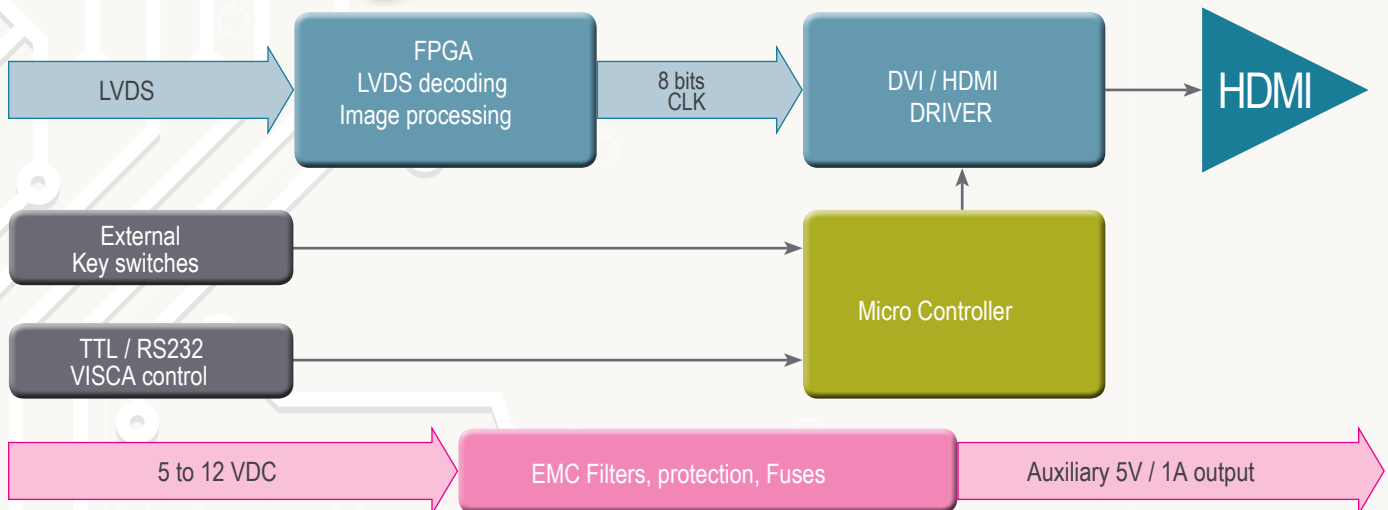 LVDS
FPGA
LVDS decoding
Image processing
8 bits
CLK
DVI / HDMI
DRIVER
HDMI
External
Key switches
TTL / RS232
VISCA control
Micro Controller
5 to 12 VDC
EMC Filters, protection, Fuses
Auxiliary 5V / 1A output